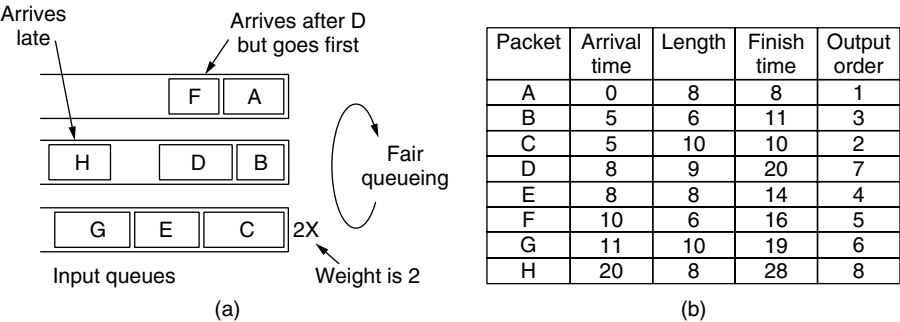 Arrives
late
Arrives after D
but goes first
F A
H D B
G E C 2X
Fair
queueing
Input queues
Weight is 2
(a)
Packet Arrival time Length Finish time Output order
A 0 8 8 1
B 5 6 11 3
C 5 10 10 2
D 8 9 20 7
E 8 8 14 4
F 10 6 16 5
G 11 10 19 6
H 20 8 28 8
(b)